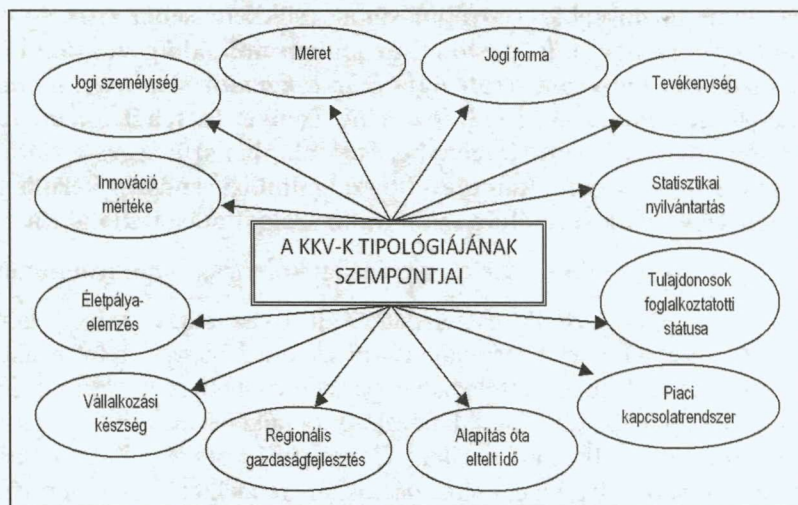 Méret
Jogi forma
Jogi személyiség
Tevékenység
Innováció
mértéke
Statisztikai
nyilvántartás
A KKV-K TIPOLÓGIÁJÁNAK
SZEMPONTJAI
Életpálya-
elemzés
Tulajdonosok
foglalkoztatotti
státusa
Vállalkozási
készség
Piaci
kapcsolatrendszer
Regionális
gazdaságfejlesztés
Alapítás óta
eltelt idő